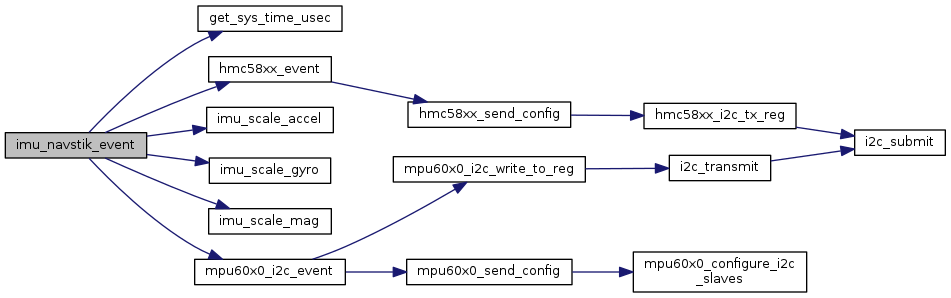 get_sys_time_usec
hmc58xx_event
hmc58xx_send_config
hmc58xx_i2c_tx_reg
imu_scale_accel
imu_navstik_event
i2c_submit
mpu60x0_i2c_write_to_reg
i2c_transmit
imu_scale_gyro
imu_scale_mag
mpu60x0_i2c_event
mpu60x0_send_config
mpu60x0_configure_i2c
_slaves